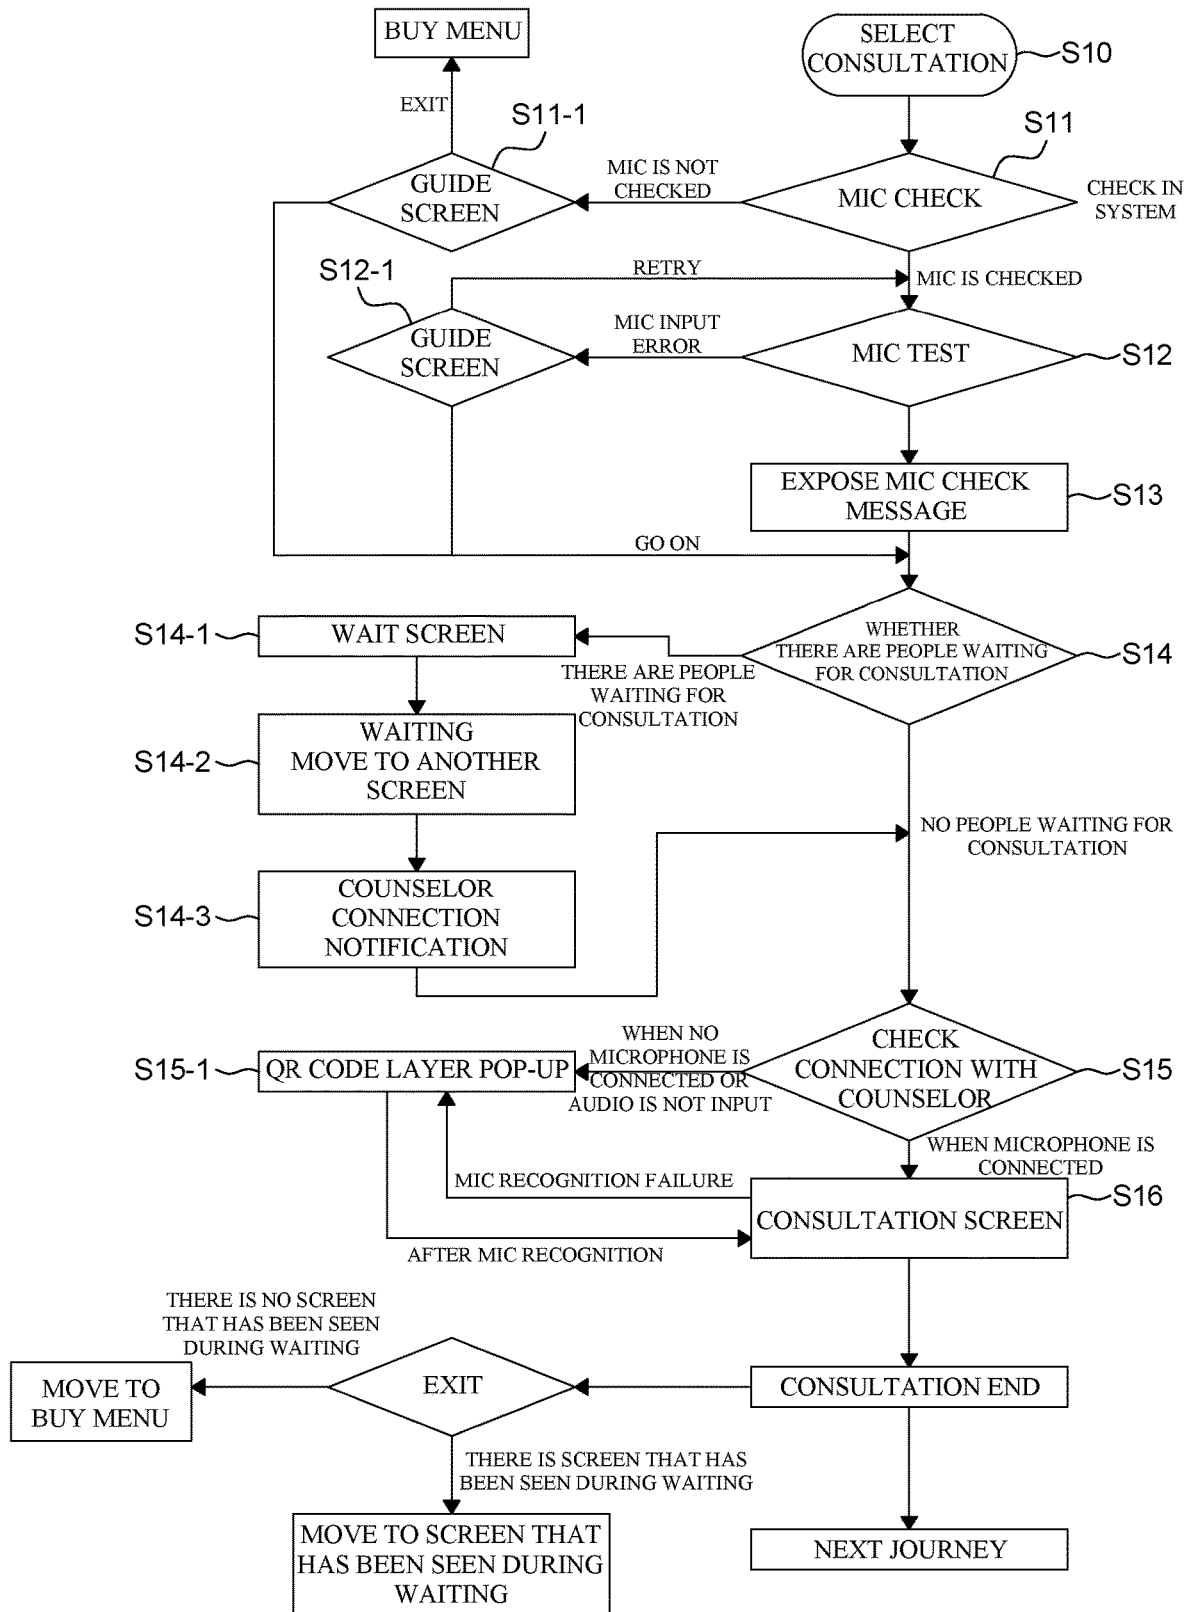 BUY MENU
SELECT
CONSULTATION
S10
EXIT
S11-1
S11
MIC IS NOT
CHECKED
GUIDE
SCREEN
MIC CHECK
CHECK IN
SYSTEM
S12-1
RETRY
MIC IS CHECKED
GUIDE
SCREEN
MIC INPUT
ERROR
MIC TEST
S12
EXPOSE MIC CHECK
MESSAGE
S13
GO ON
S14-1
WAIT SCREEN
WHETHER
THERE ARE PEOPLE WAITING
FOR CONSULTATION
S14
THERE ARE PEOPLE
WAITING FOR
CONSULTATION
S14-2
WAITING
MOVE TO ANOTHER
SCREEN
NO PEOPLE WAITING FOR
CONSULTATION
S14-3
COUNSELOR
CONNECTION
NOTIFICATION
S15-1
QR CODE LAYER POP-UP
WHEN NO
MICROPHONE IS
CONNECTED OR
AUDIO IS NOT INPUT
CHECK
CONNECTION WITH
COUNSELOR
S15
WHEN MICROPHONE IS
CONNECTED
MIC RECOGNITION FAILURE
S16
CONSULTATION SCREEN
AFTER MIC RECOGNITION
THERE IS NO SCREEN
THAT HAS BEEN SEEN
DURING WAITING
MOVE TO
BUY MENU
EXIT
CONSULTATION END
THERE IS SCREEN THAT HAS
BEEN SEEN DURING WAITING
MOVE TO SCREEN THAT
HAS BEEN SEEN DURING
WAITING
NEXT JOURNEY